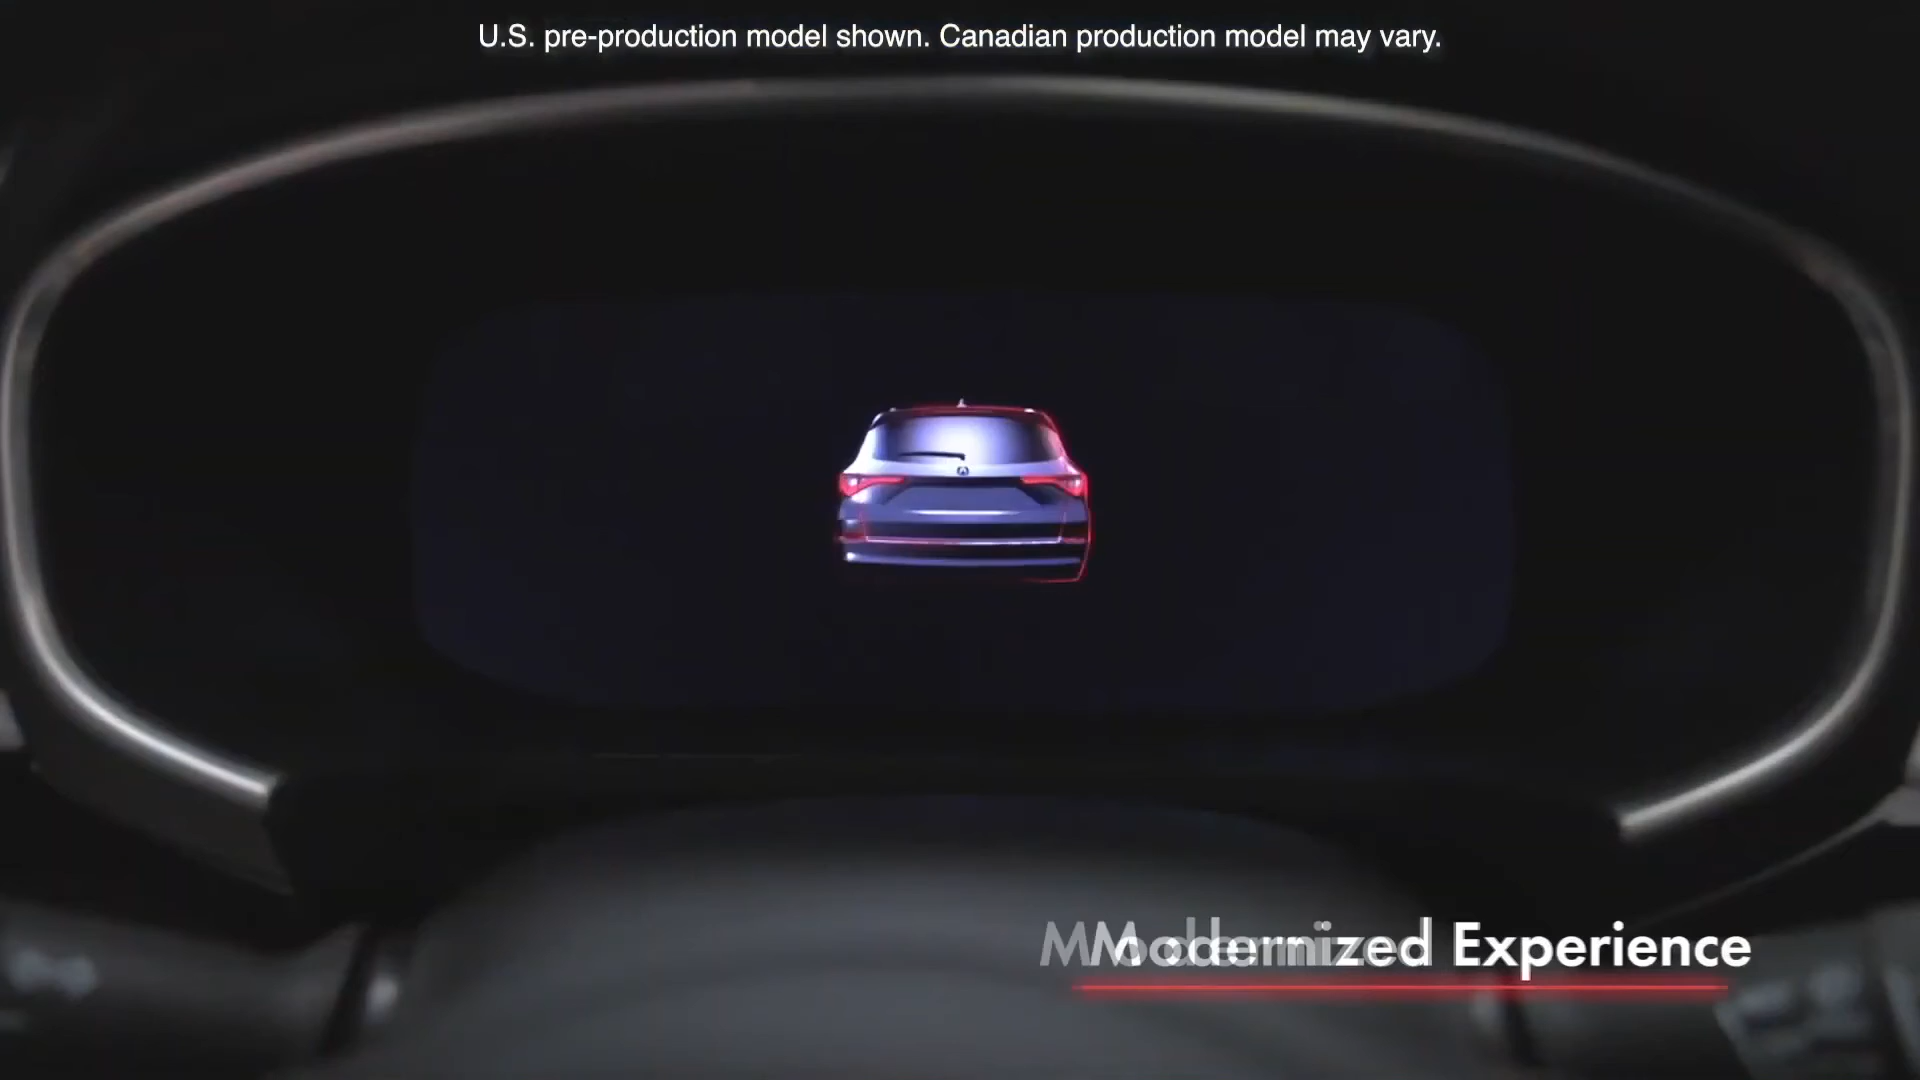 U.S. pre-production model shown. Canadian production model may vary.
Modernized Experience